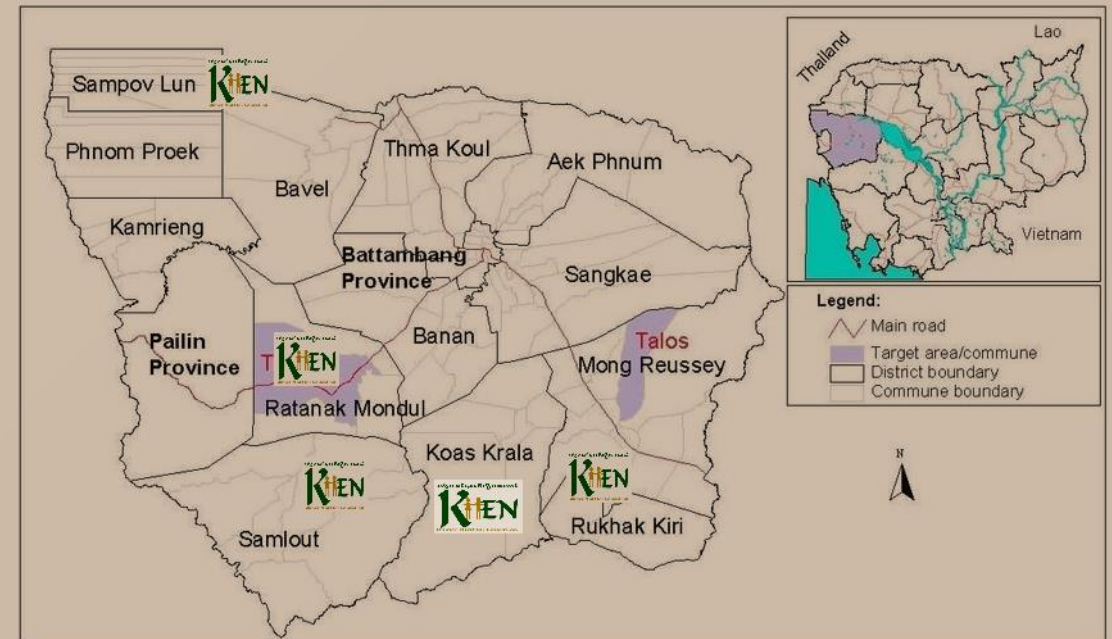 Sampov Lun
KHEN
Phnom Proek
Kamrieng
Bavel
Thma Koul
Aek Phnum
Battambang
Province
Sangkae
Pailin
Province
T
KHEN
Ratanak Mondul
Banan
Talos
Mong Reussey
Koas Krala
KHEN
KHEN
KHEN
Samlout
Rukhak Kiri
Thailand
Lao
Vietnam
Legend:
Main road
Target area/commune
District boundary
Commune boundary
N